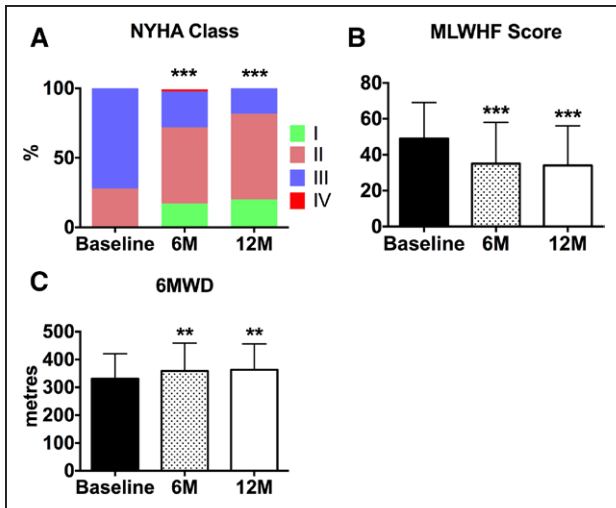 A
NYHA Class
***
***
100
50
0
%
Baseline
6M
12M
I
II
III
IV
B
MLWHF Score
80
60
40
20
0
***
***
Baseline
6M
12M
C
6MWD
500
400
300
200
100
0
metres
**
**
Baseline
6M
12M